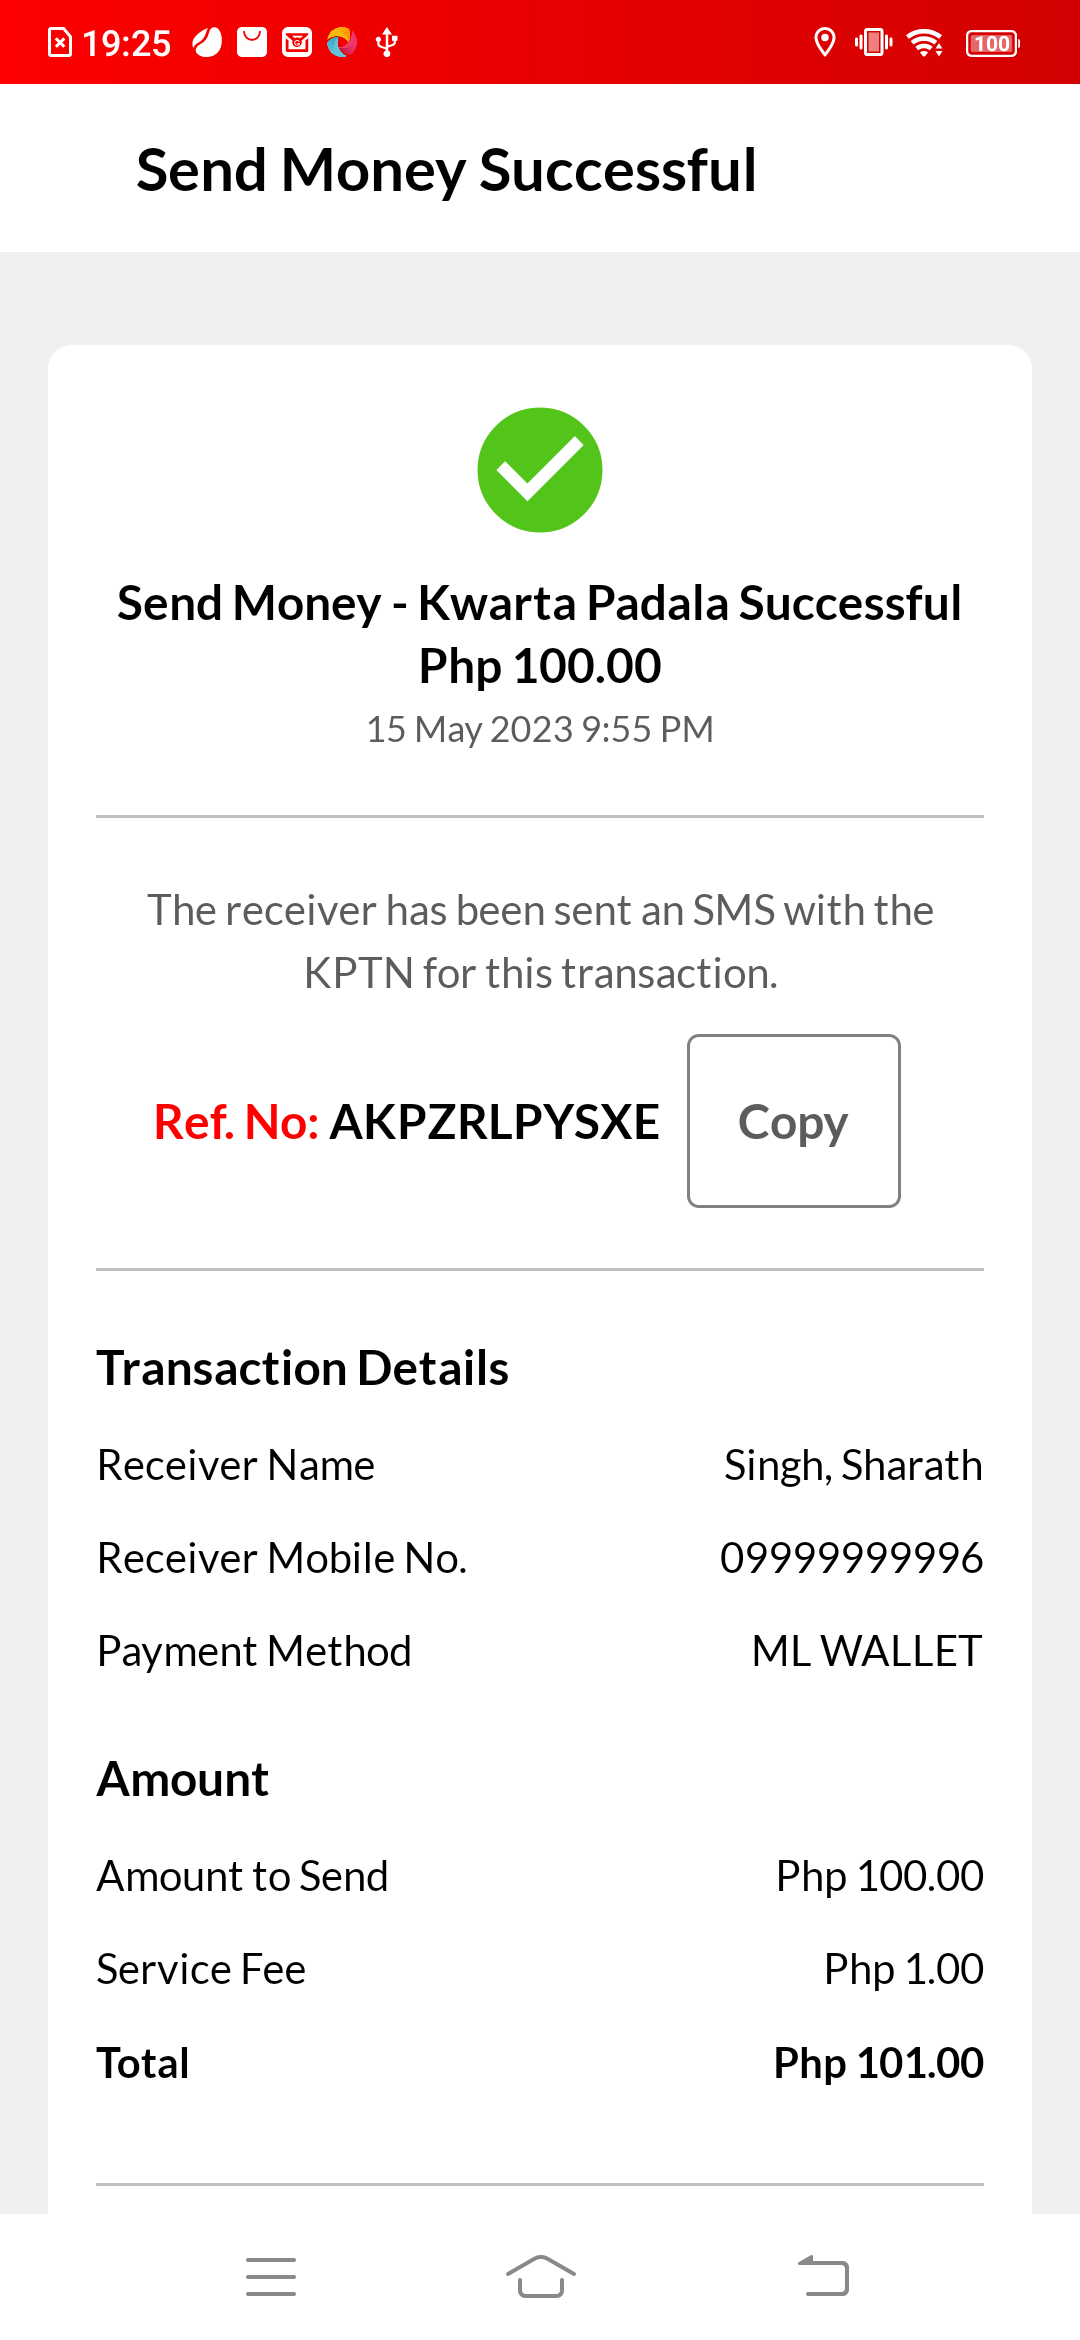 19:25
100
Send Money Successful
Send Money - Kwarta Padala Successful
Php 100.00
15 May 2023 9:55 PM
The receiver has been sent an SMS with the
KPTN for this transaction.
Ref. No: AKPZRLPYSXE Copy
Transaction Details
Receiver Name Singh, Sharath
Receiver Mobile No. 09999999996
Payment Method ML WALLET
Amount
Amount to Send Php 100.00
Service Fee Php 1.00
Total Php 101.00